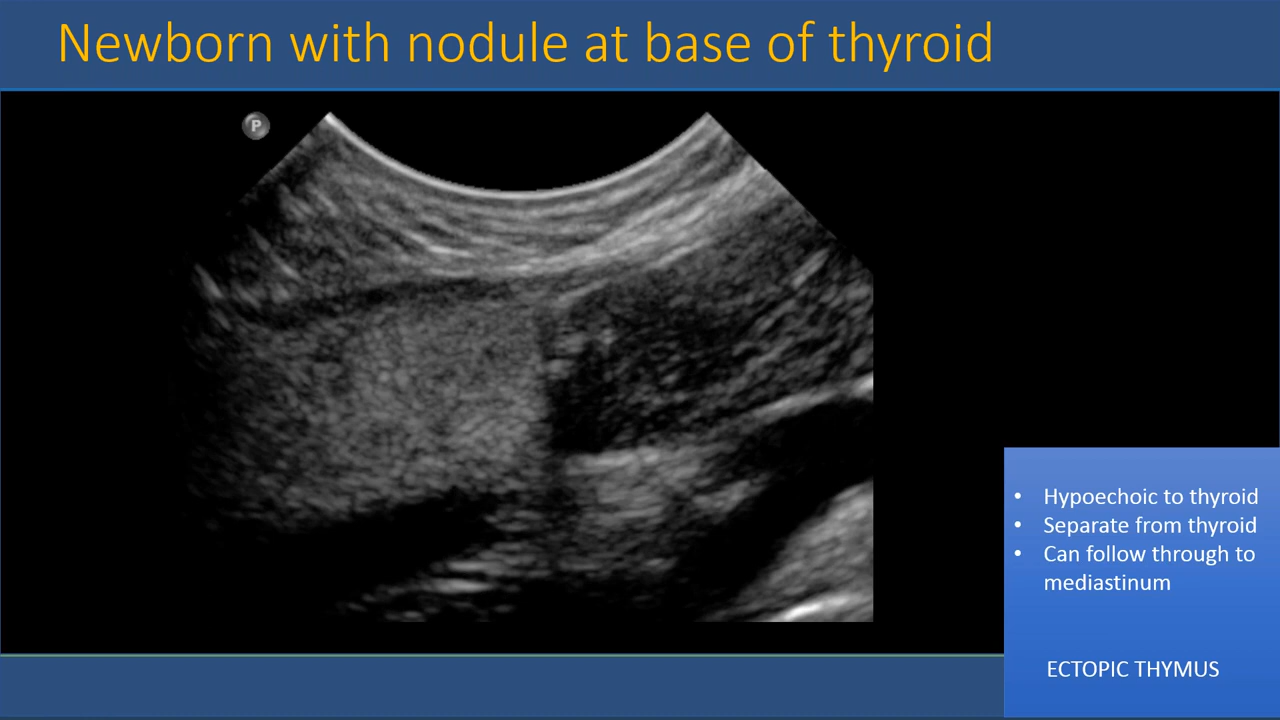 Newborn with nodule at base of thyroid
P
• Hypoechoic to thyroid
• Separate from thyroid
• Can follow through to
mediastinum
ECTOPIC THYMUS